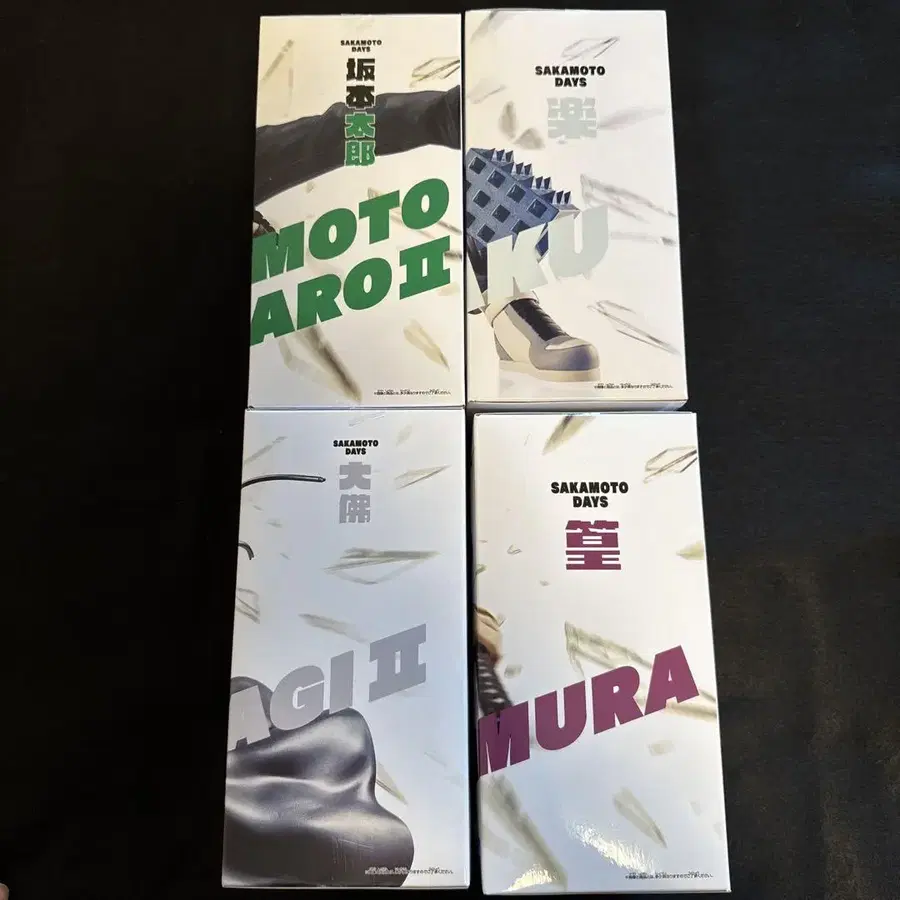 SAKAMOTO
DAYS
坂本太郎
MOTO
ARO II
SAKAMOTO
DAYS
楽
KU
SAKAMOTO
DAYS
大佛
AGI II
SAKAMOTO
DAYS
篁
MURA